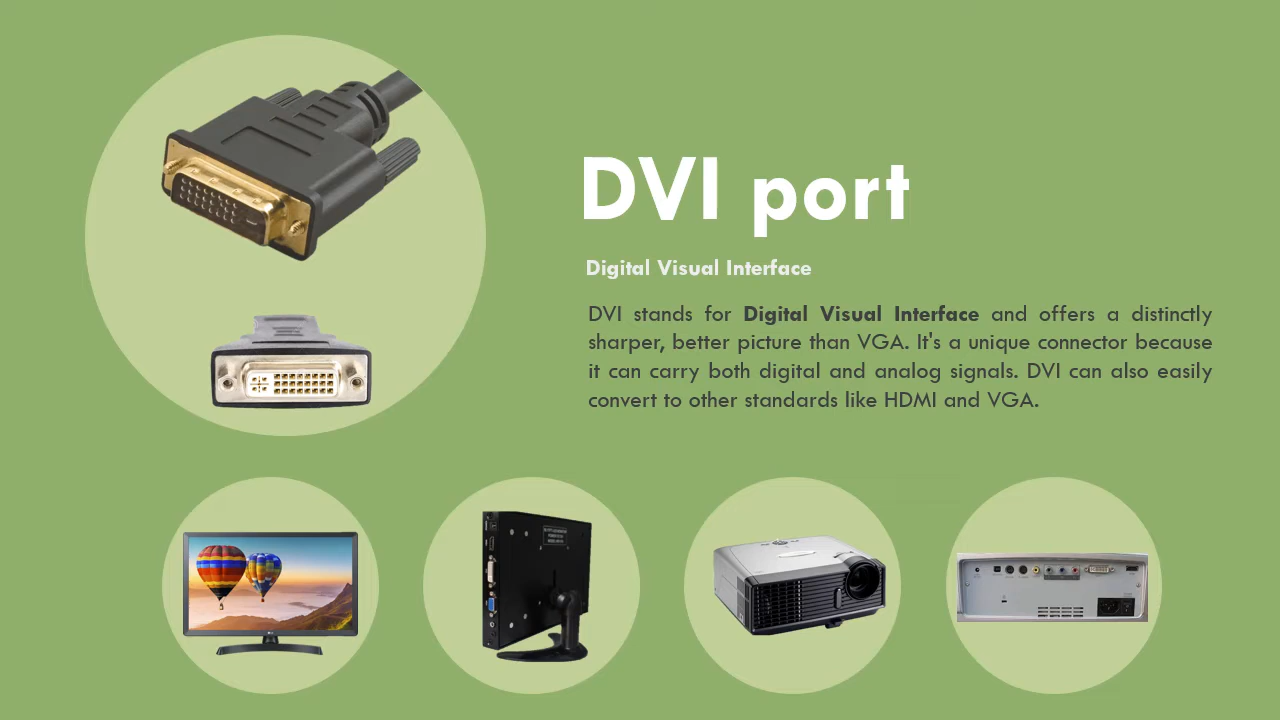 DVI port
Digital Visual Interface
DVI stands for Digital Visual Interface and offers a distinctly
sharper, better picture than VGA. It's a unique connector because
it can carry both digital and analog signals. DVI can also easily
convert to other standards like HDMI and VGA.